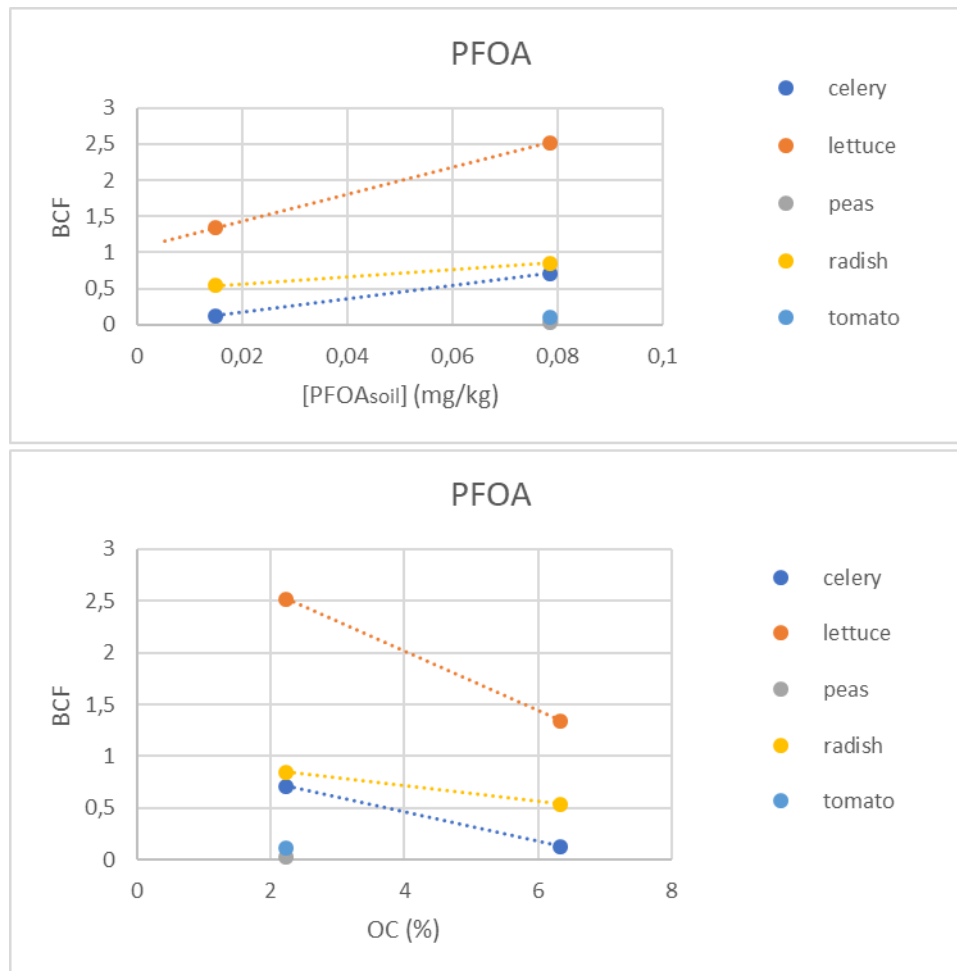 PFOA
3
2,5
2
1,5
1
0,5
0
BCF
0
0,02
0,04
0,06
0,08
0,1
[PFOAsoil] (mg/kg)
celery
lettuce
peas
radish
tomato
PFOA
3
2,5
2
1,5
1
0,5
0
BCF
0
2
4
6
8
OC (%)
celery
lettuce
peas
radish
tomato